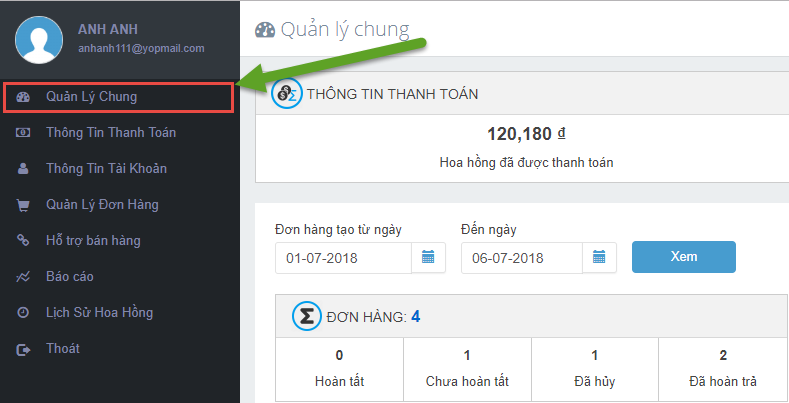 ANH ANH
anhanh111@yopmail.com
Quản Lý Chung
Thông Tin Thanh Toán
Thông Tin Tài Khoản
Quản Lý Đơn Hàng
Hỗ trợ bán hàng
Báo cáo
Lịch Sử Hoa Hồng
Thoát
Quản lý chung
THÔNG TIN THANH TOÁN
120,180 ₫
Hoa hồng đã được thanh toán
Đơn hàng tạo từ ngày Đến ngày
01-07-2018 06-07-2018 Xem
ĐƠN HÀNG: 4
0 1 1 2
Hoàn tất Chưa hoàn tất Đã hủy Đã hoàn trả